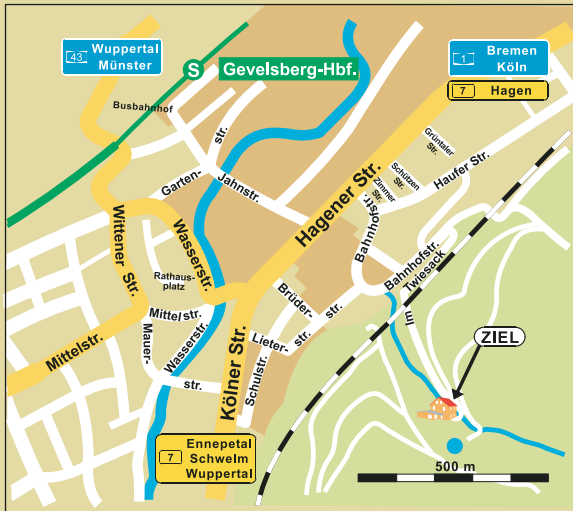 43
Wuppertal
Münster
S
Gevelsberg-Hbf.
1
Bremen
Köln
7
Hagen
Busbahnhof
str.
Garten-
Jahnstr.
Grüntaler
Str.
Schützen
Str.
Zimmer
Str.
Haufer Str.
Hagener Str.
Bahnhofstr.
Wittener Str.
Wasserstr.
Rathaus-
platz
Bahnhofstr.
Twiesack
Im
Brüder-
str.
Mittelstr.
Mittelstr.
Mauer-
Wasserstr.
str.
Lieter-
str.
Schulstr.
Kölner Str.
ZIEL
7
Ennepetal
Schwelm
Wuppertal
500 m